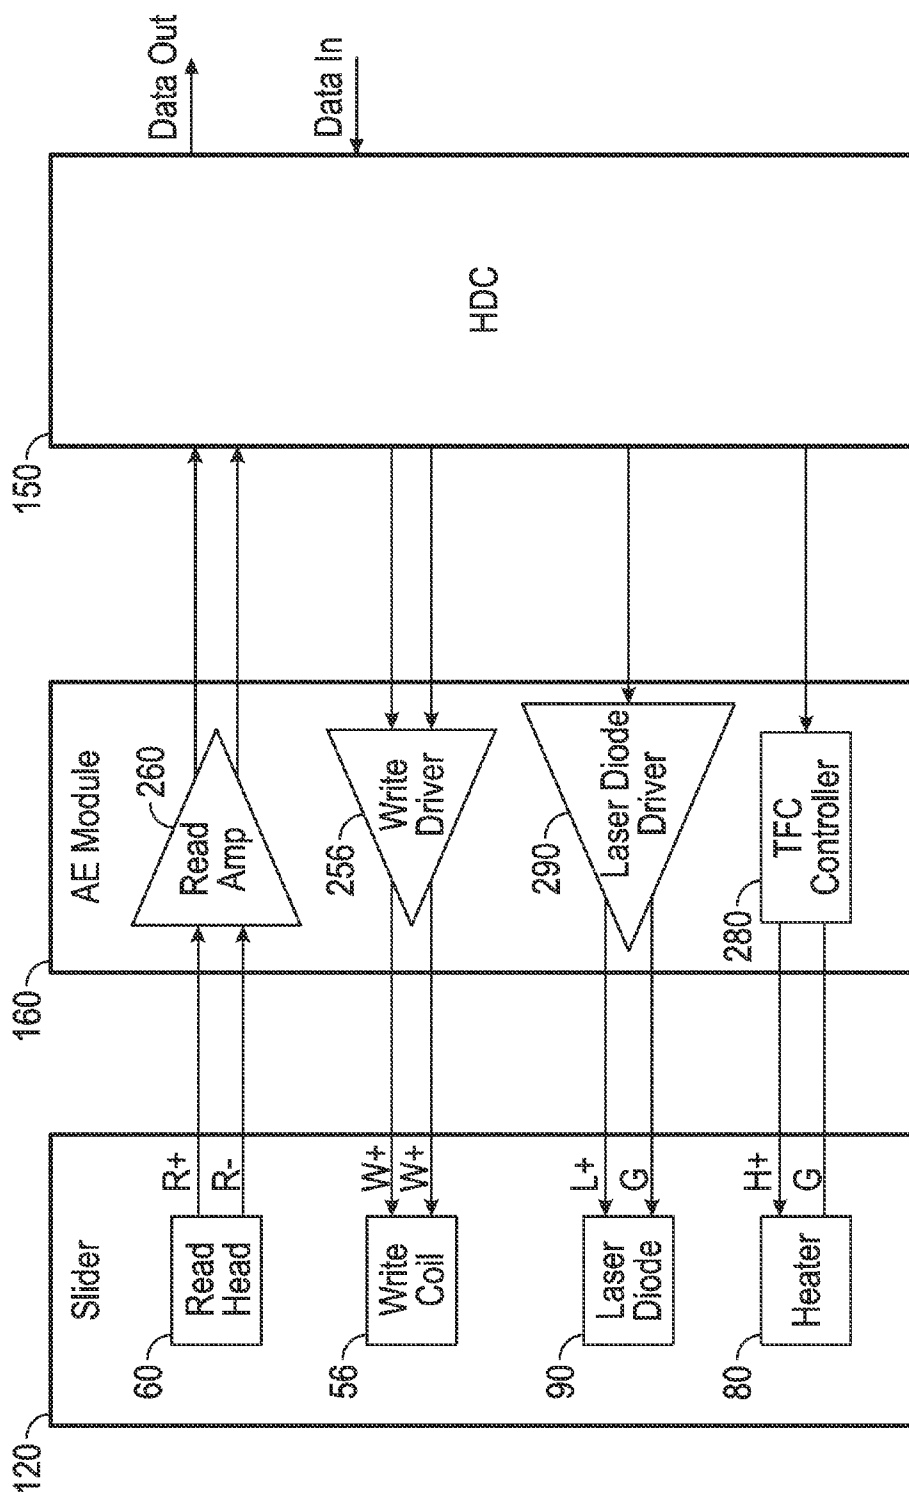 120
Slider
60
Read
Head
R+
R-
56
Write
Coil
W+
W+
90
Laser
Diode
L+
G
80
Heater
H+
G
160
AE Module
260
Read
Amp
256
Write
Driver
290
Laser Diode
Driver
280
TFC
Controller
150
HDC
Data Out
Data In